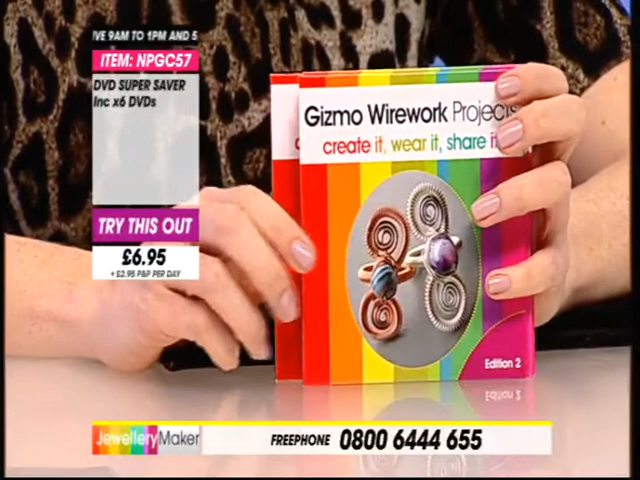 IVE 9AM TO 1PM AND 5
ITEM: NPGC57
DVD SUPER SAVER
Inc x6 DVDs
TRY THIS OUT
£6.95
+ £2.95 P&P PER DAY
Gizmo Wirework Projects
create it, wear it, share it
Edition 2
JewelleryMaker
FREEPHONE 0800 6444 655